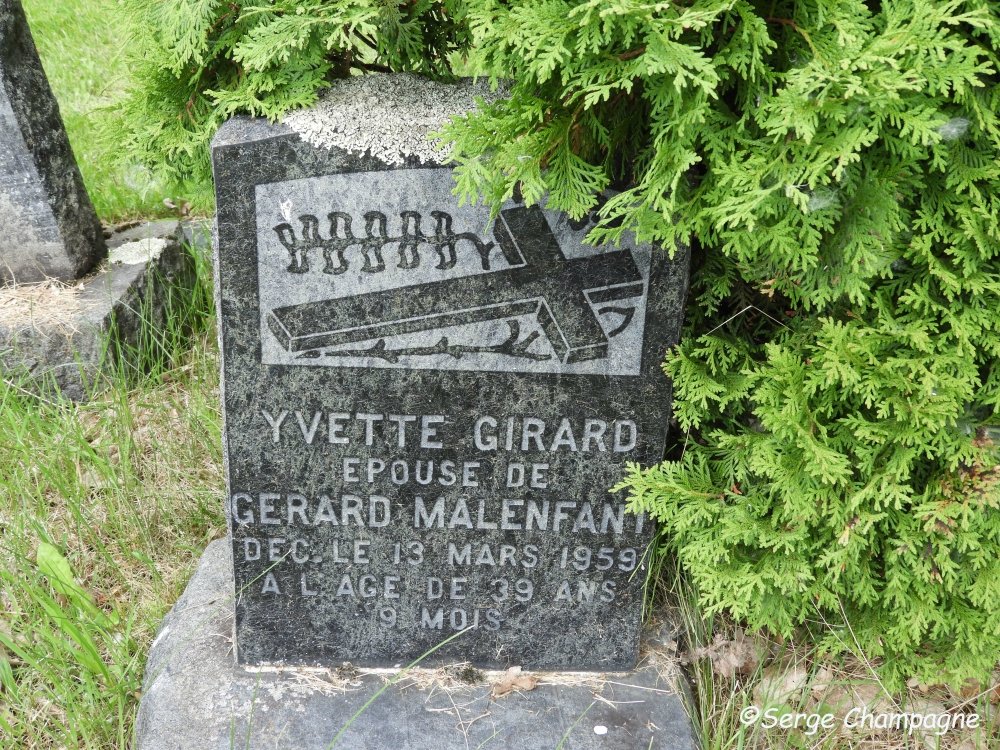 YVETTE GIRARD
EPOUSE DE
GERARD MALENFANT
DEC. LE 13 MARS 1959
A L'AGE DE 39 ANS
9 MOIS
©Serge Champagne